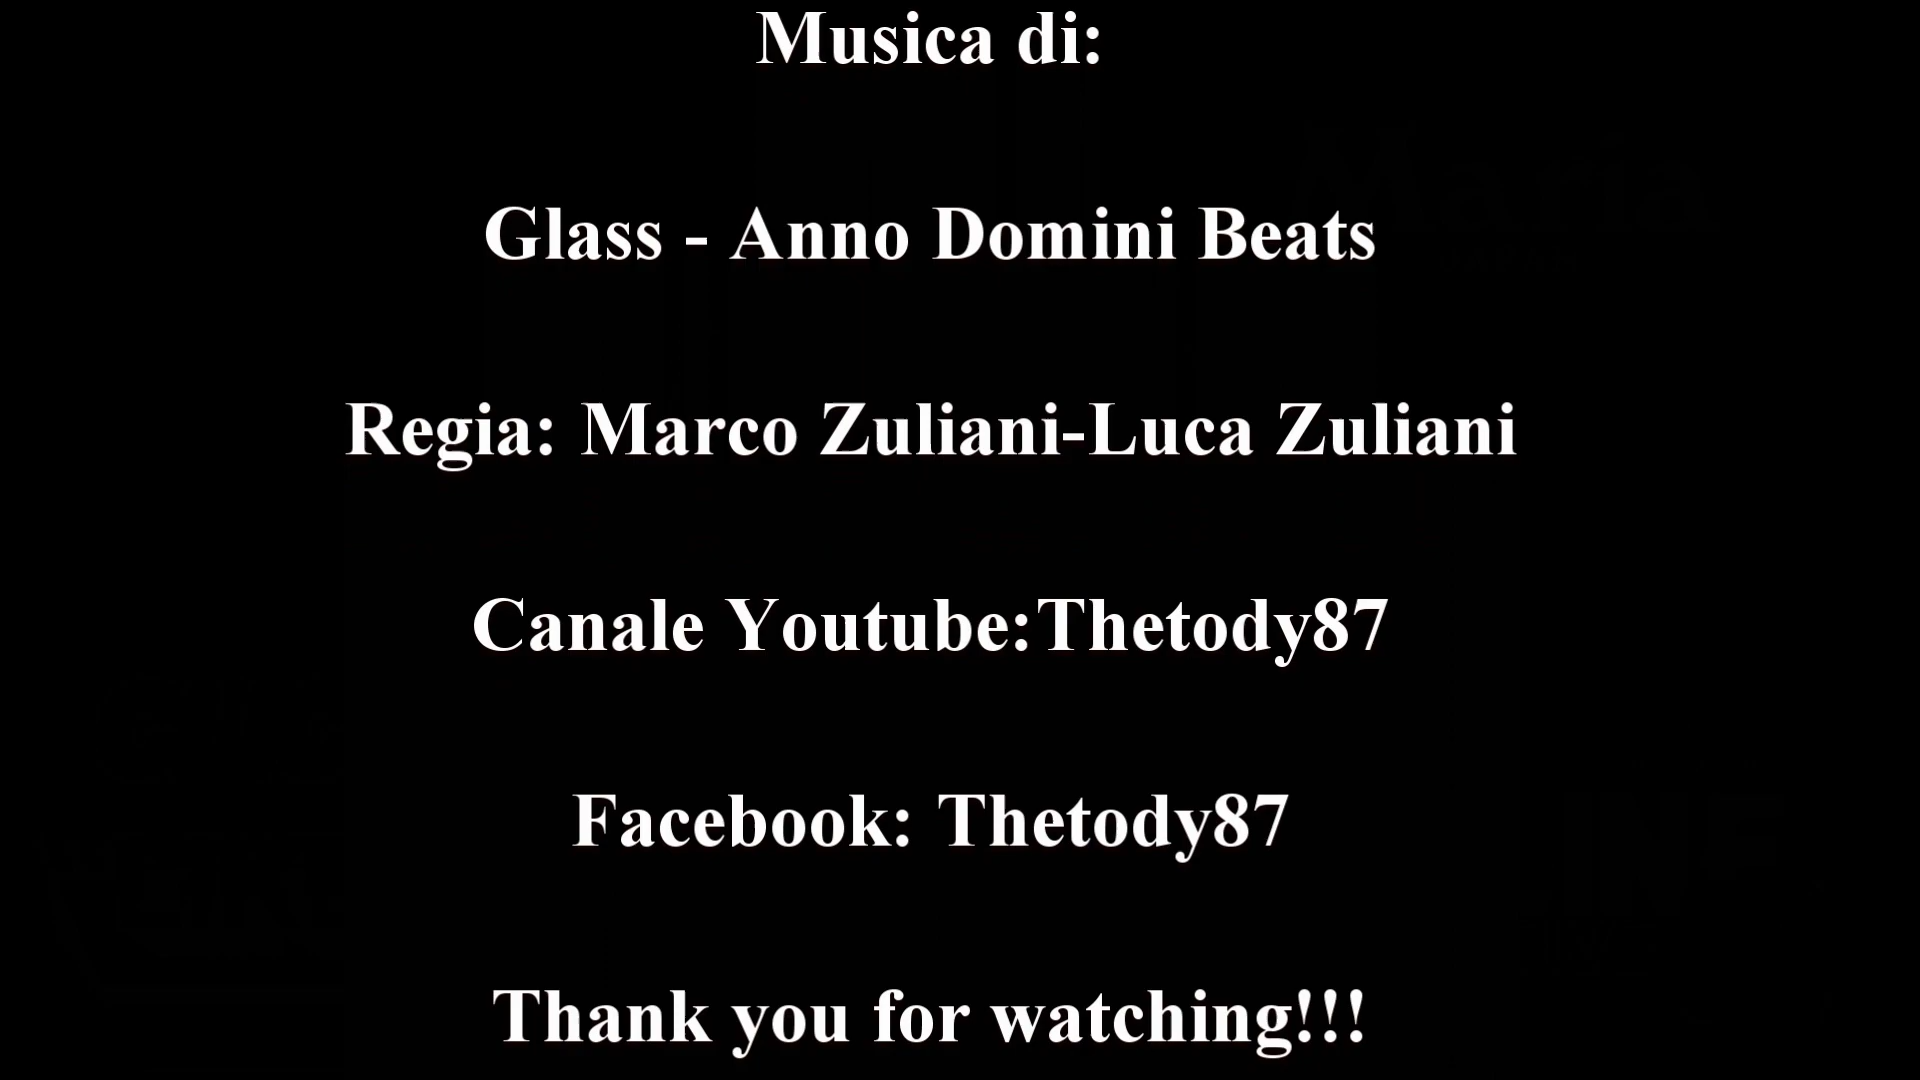 Musica di:
Glass - Anno Domini Beats
Regia: Marco Zuliani-Luca Zuliani
Canale Youtube:Thetody87
Facebook: Thetody87
Thank you for watching!!!